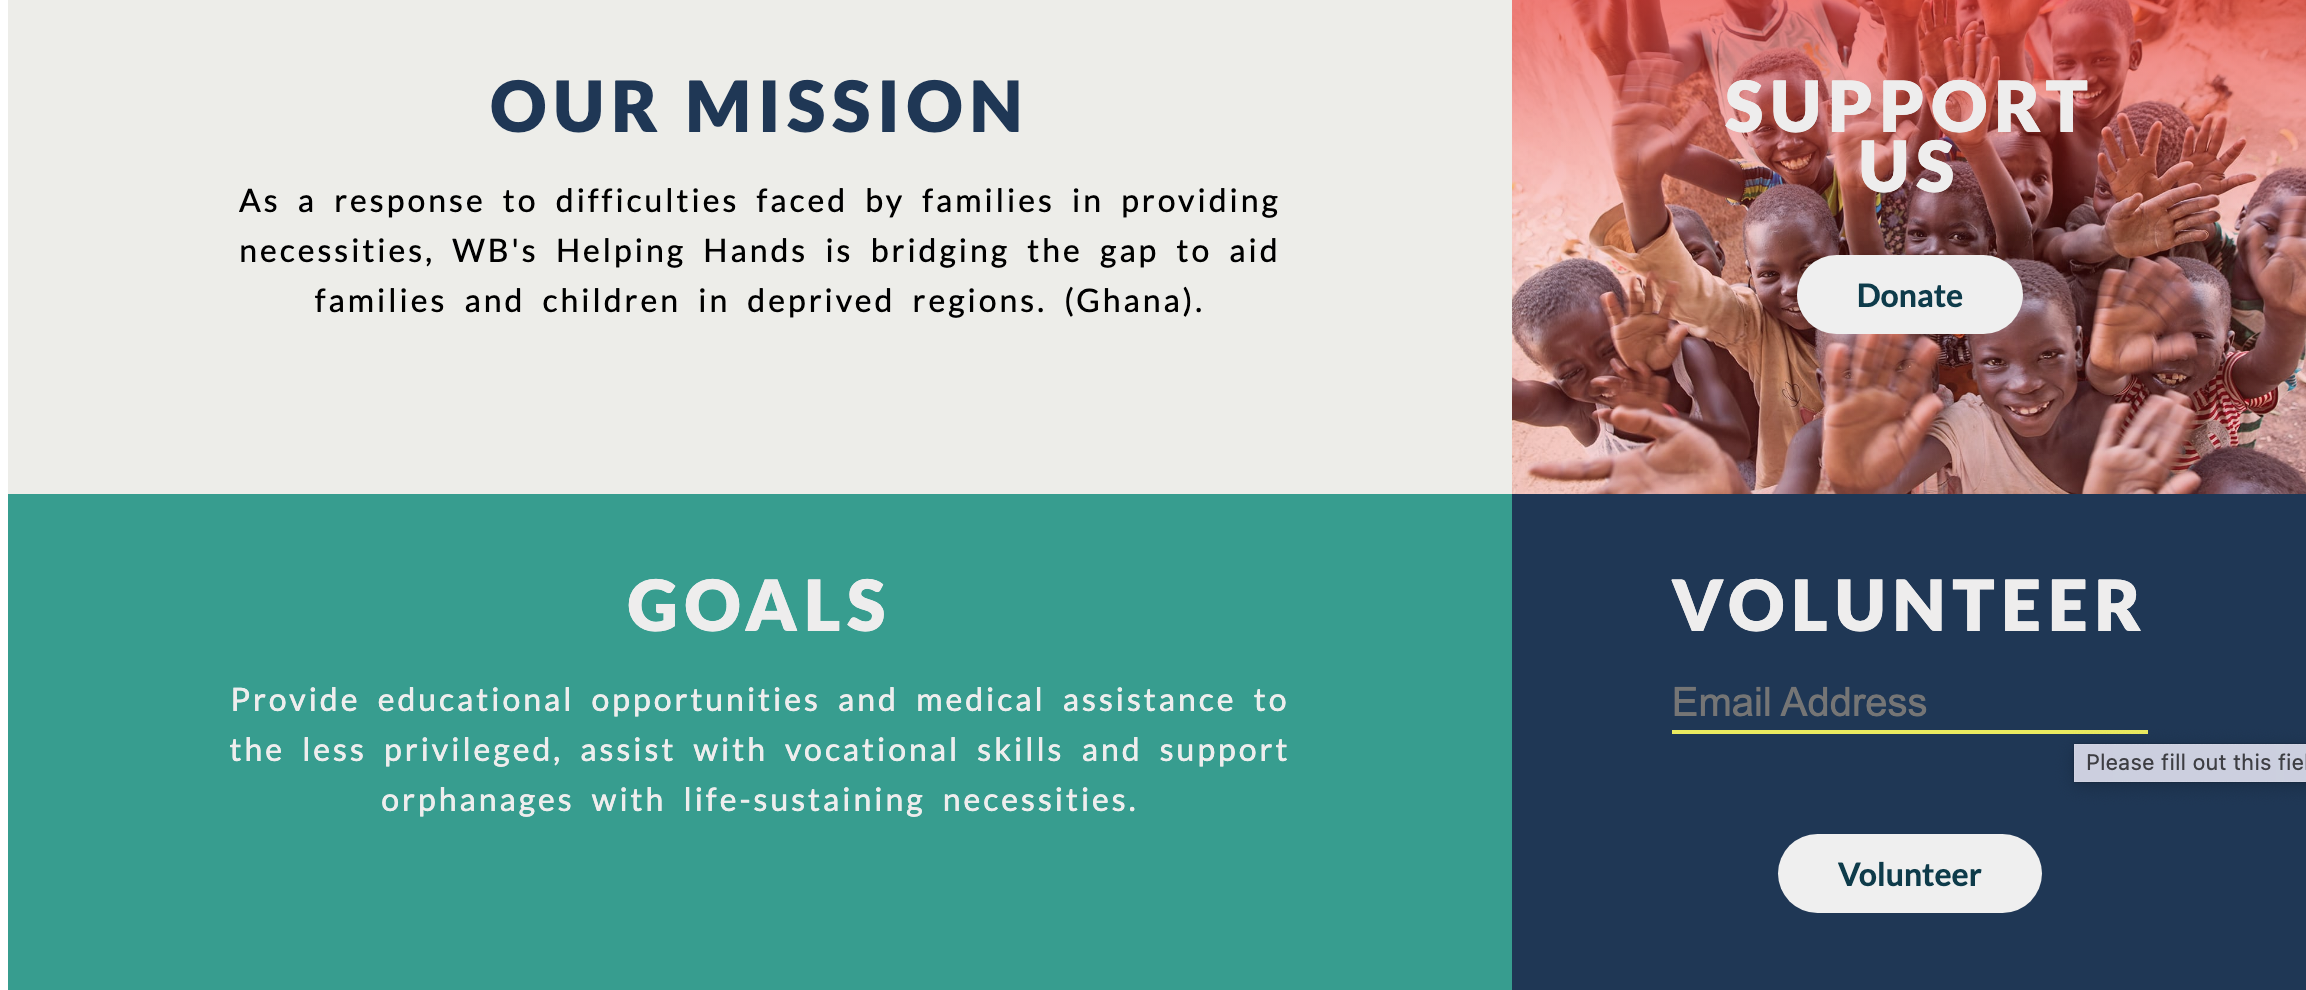 OUR MISSION
As a response to difficulties faced by families in providing
necessities, WB's Helping Hands is bridging the gap to aid
families and children in deprived regions. (Ghana).
SUPPORT
US
Donate
GOALS
Provide educational opportunities and medical assistance to
the less privileged, assist with vocational skills and support
orphanages with life-sustaining necessities.
VOLUNTEER
Email Address
Please fill out this
Volunteer